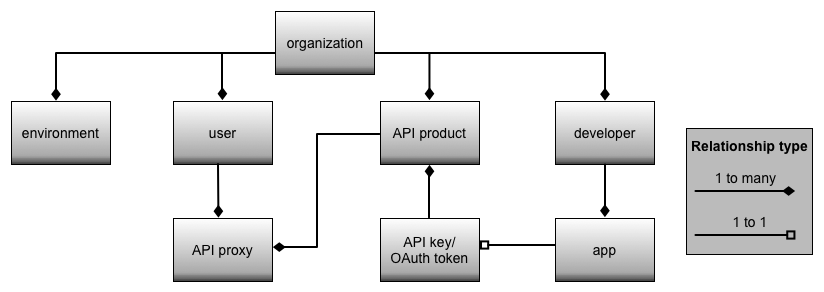 organization
environment
user
API product
developer
Relationship type
1 to many
1 to 1
API proxy
API key/
OAuth token
app